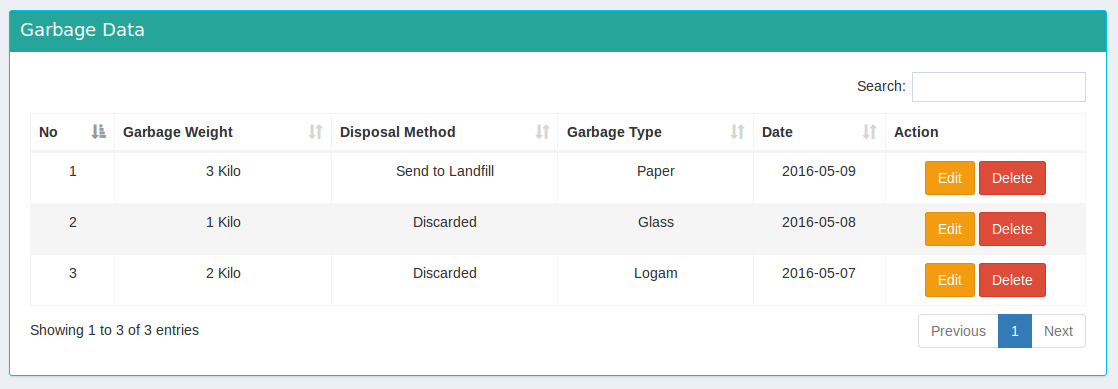 Garbage Data
Search:
No Garbage Weight Disposal Method Garbage Type Date Action
1 3 Kilo Send to Landfill Paper 2016-05-09 Edit Delete
2 1 Kilo Discarded Glass 2016-05-08 Edit Delete
3 2 Kilo Discarded Logam 2016-05-07 Edit Delete
Showing 1 to 3 of 3 entries Previous 1 Next